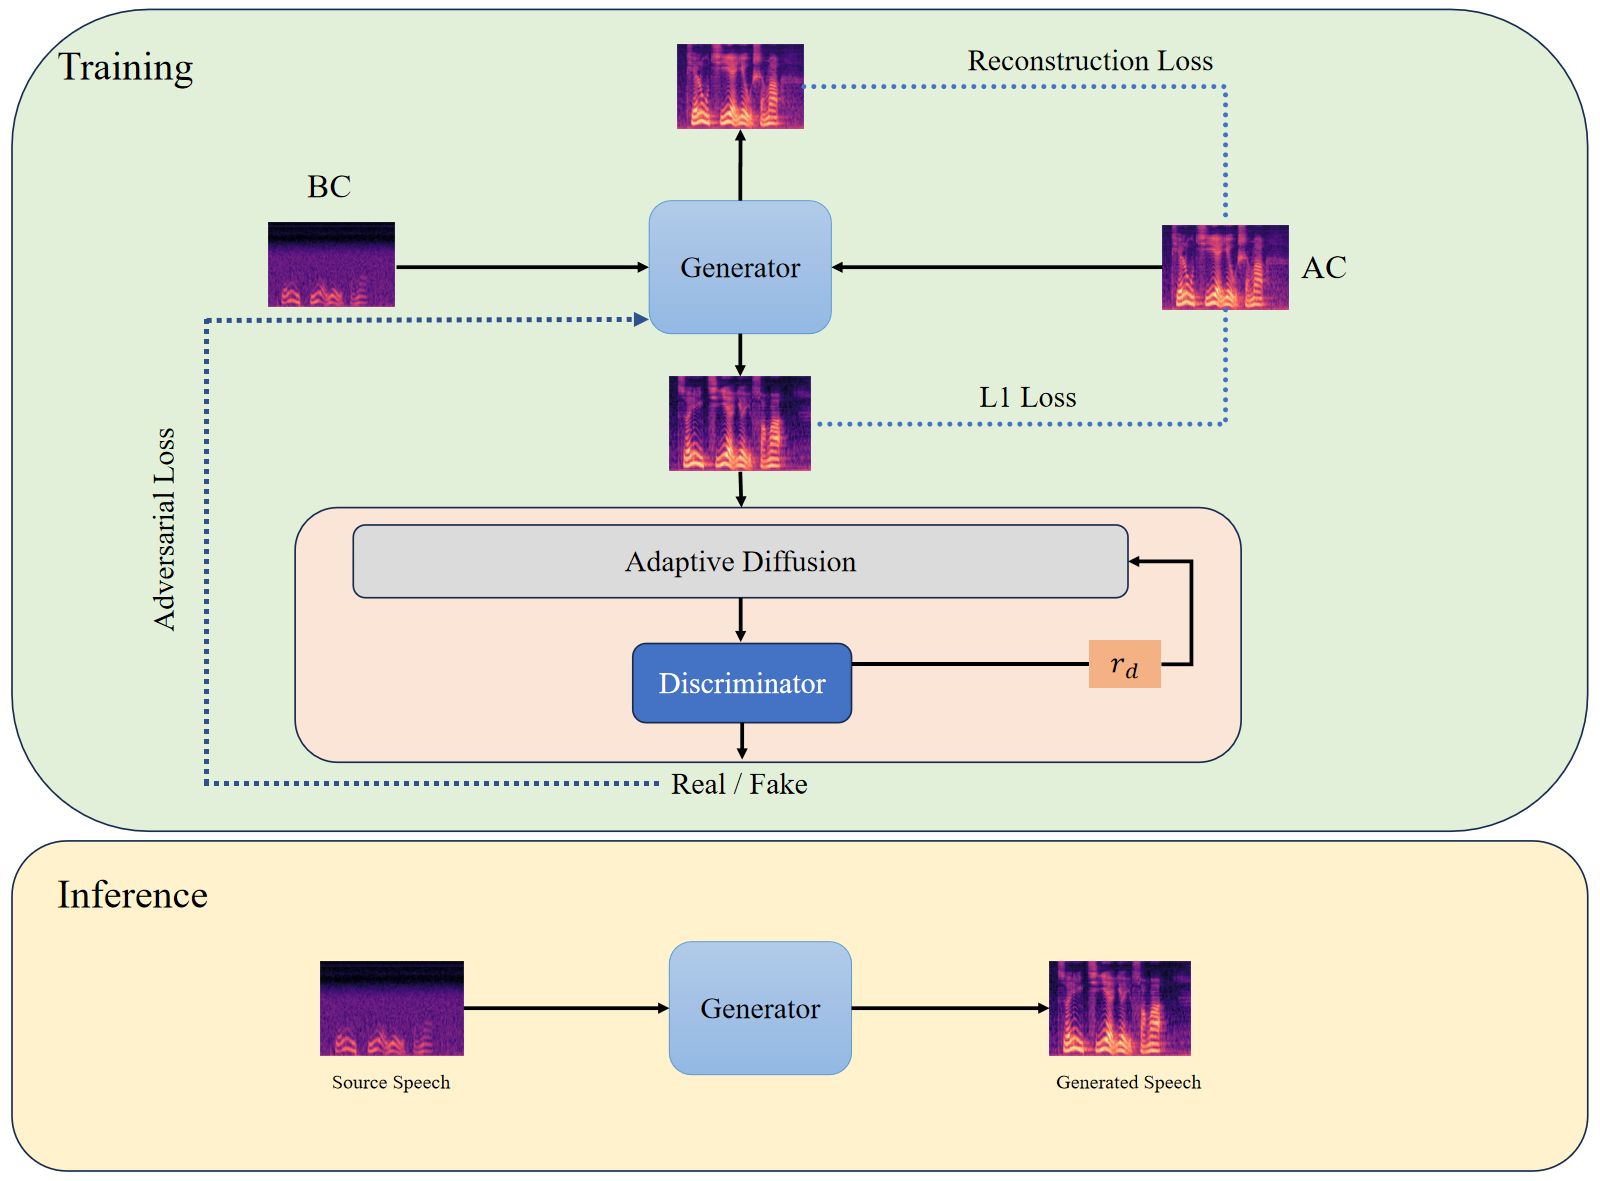 Training
Reconstruction Loss
BC
Generator
AC
L1 Loss
Adversarial Loss
Adaptive Diffusion
Discriminator
r_d
Real / Fake
Inference
Generator
Source Speech
Generated Speech